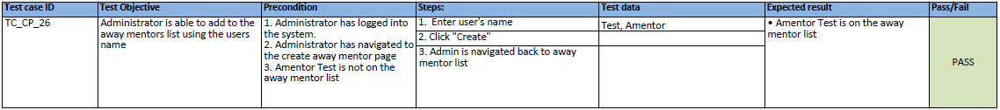 Test case ID
Test Objective
Precondition
Steps:
Test data
Expected result
Pass/Fail
TC_CP_26
Administrator is able to add to the
away mentors list using the users
name
1. Administrator has logged into
the system.
2. Administrator has navigated to
the create away mentor page
3. Amentor Test is not on the
away mentor list
1. Enter user's name
2. Click "Create"
3. Admin is navigated back to away
mentor list
Test, Amentor
• Amentor Test is on the away
mentor list
PASS